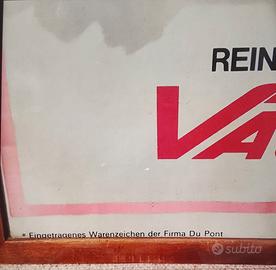 REIN
VA
* Eingetragenes Warenzeichen der Firma Du Pont
subito